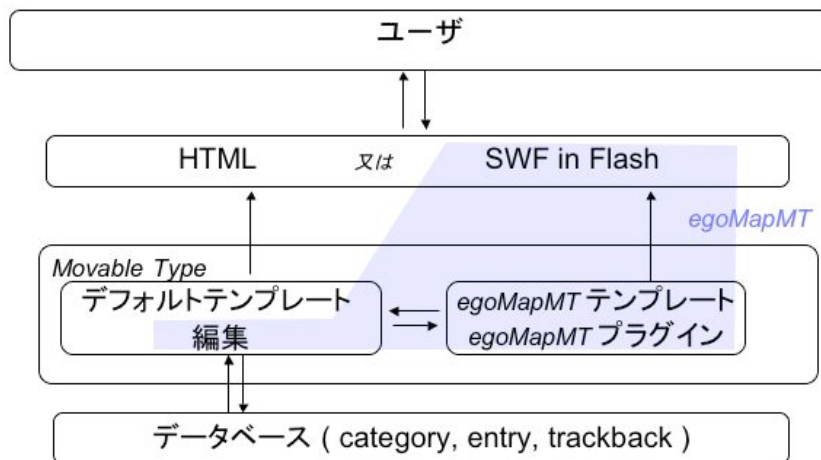 ユーザ
HTML 又は SWF in Flash
egoMapMT
Movable Type
デフォルトテンプレート
編集
egoMapMT テンプレート
egoMapMT プラグイン
データベース ( category, entry, trackback )